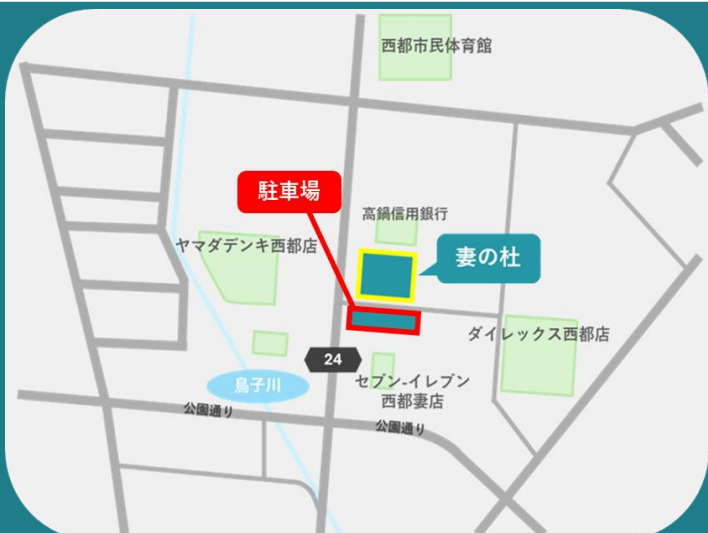 西都市民体育館
駐車場
高鍋信用銀行
ヤマダデンキ西都店
妻の杜
ダイレックス西都店
24
セブン-イレブン
西都妻店
鳥子川
公園通り
公園通り